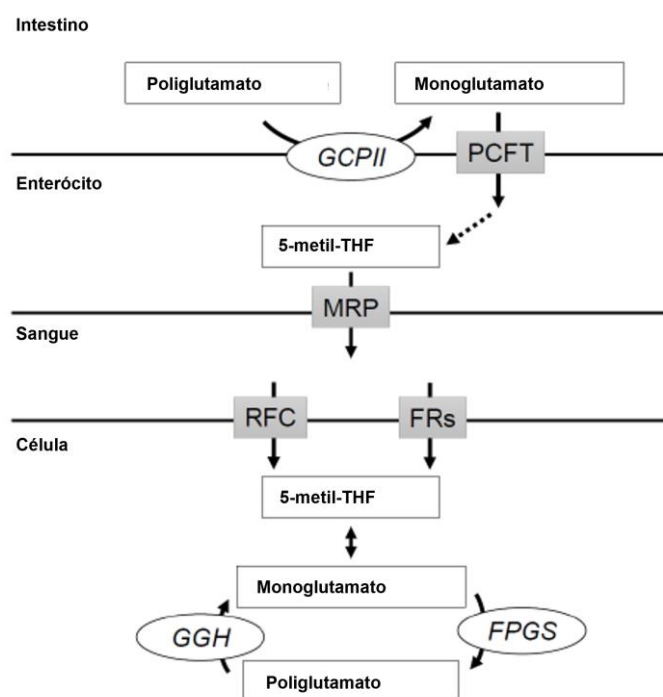 Intestino
Poliglutamato
Monoglutamato
GCPII
PCFT
Enterócito
5-metil-THF
MRP
Sangue
RFC
FRs
Célula
5-metil-THF
Monoglutamato
GGH
FPGS
Poliglutamato